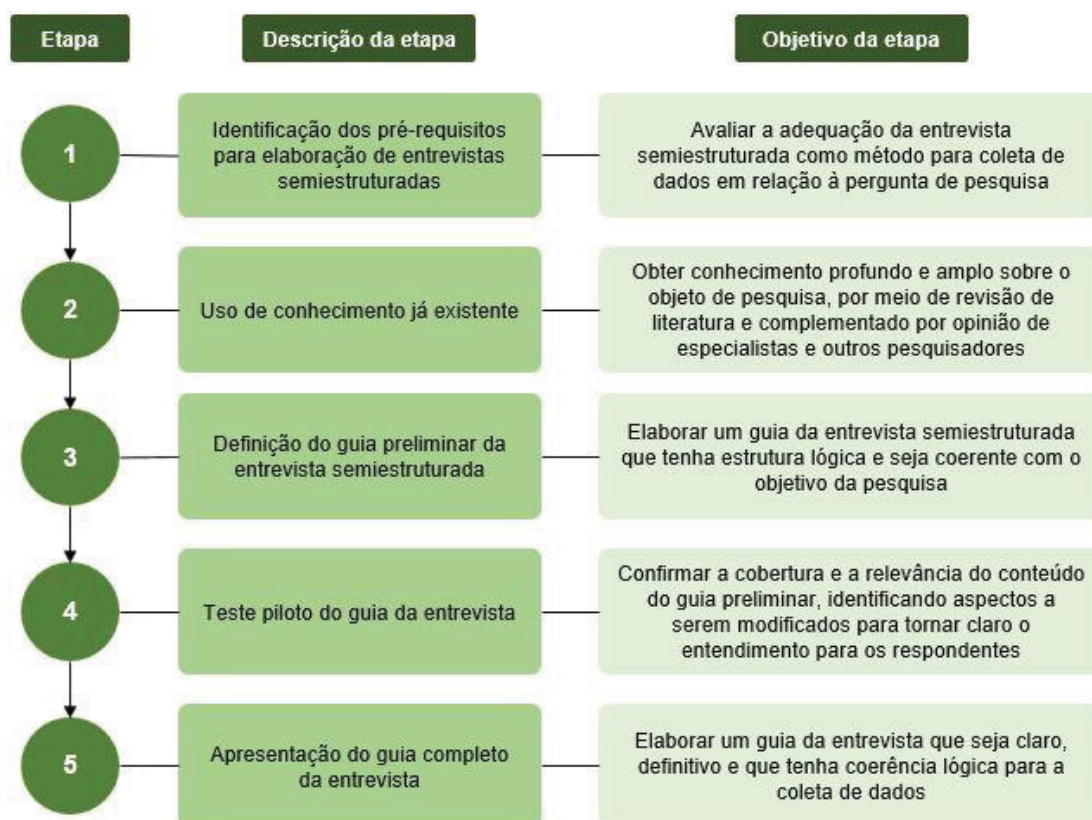 Etapa
Descrição da etapa
Objetivo da etapa
1
Identificação dos pré-requisitos
para elaboração de entrevistas
semiestruturadas
Avaliar a adequação da entrevista
semiestruturada como método para coleta de
dados em relação à pergunta de pesquisa
2
Uso de conhecimento já existente
Obter conhecimento profundo e amplo sobre o
objeto de pesquisa, por meio de revisão de
literatura e complementado por opinião de
especialistas e outros pesquisadores
3
Definição do guia preliminar da
entrevista semiestruturada
Elaborar um guia da entrevista semiestruturada
que tenha estrutura lógica e seja coerente com o
objetivo da pesquisa
4
Teste piloto do guia da entrevista
Confirmar a cobertura e a relevância do conteúdo
do guia preliminar, identificando aspectos a
serem modificados para tornar claro o
entendimento para os respondentes
5
Apresentação do guia completo
da entrevista
Elaborar um guia da entrevista que seja claro,
definitivo e que tenha coerência lógica para a
coleta de dados